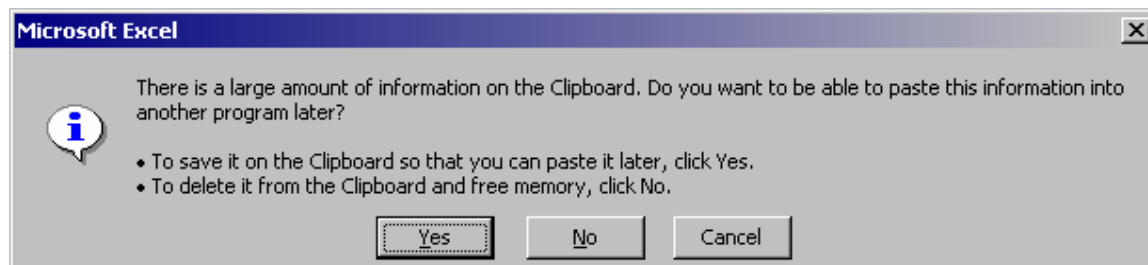 Microsoft Excel
There is a large amount of information on the Clipboard. Do you want to be able to paste this information into
another program later?
• To save it on the Clipboard so that you can paste it later, click Yes.
• To delete it from the Clipboard and free memory, click No.
Yes No Cancel